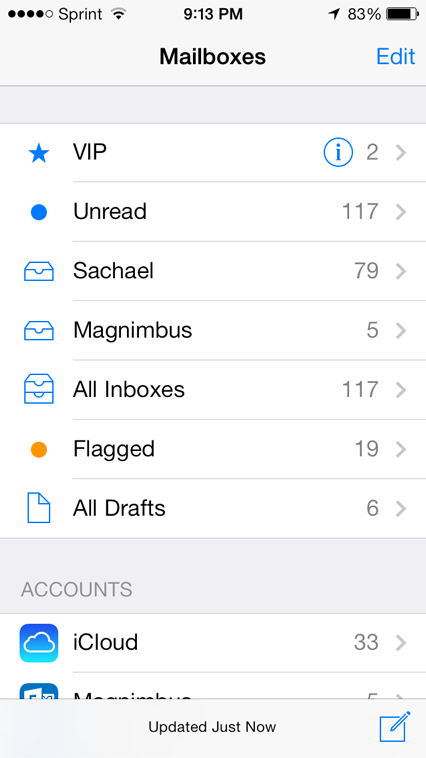 Sprint 9:13 PM 83%
Mailboxes Edit
VIP i 2
Unread 117
Sachael 79
Magnimbus 5
All Inboxes 117
Flagged 19
All Drafts 6
ACCOUNTS
iCloud 33
Magnimbus 5
Updated Just Now